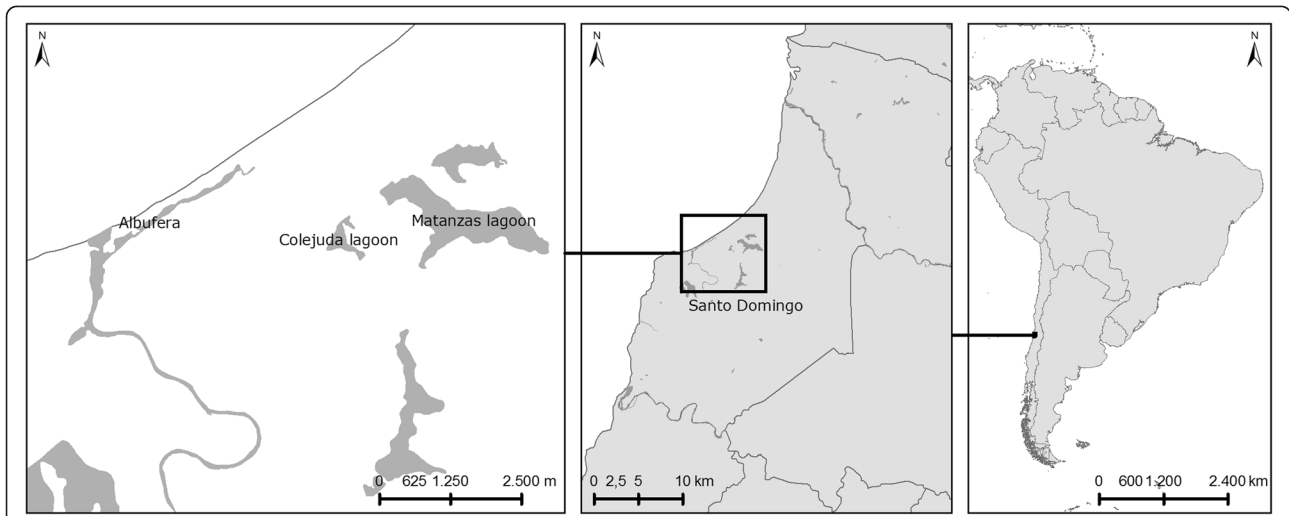 N
Albufera
Colejuda lagoon
Matanzas lagoon
0 625 1.250 2.500 m
N
Santo Domingo
0 2,5 5 10 km
N
0 600 1.200 2.400 km